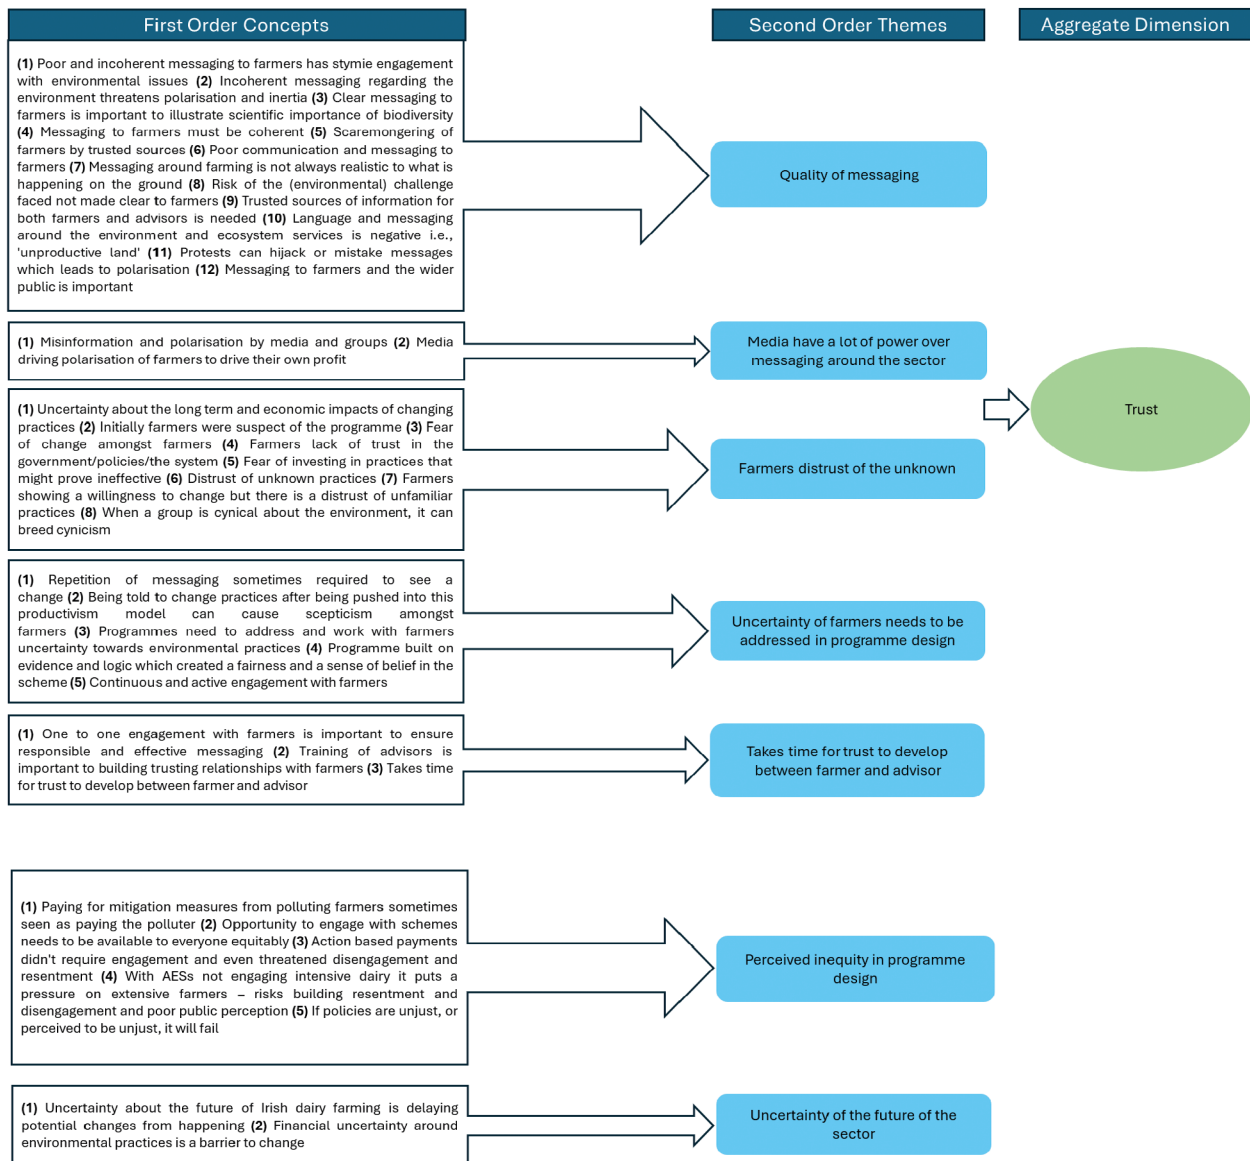 First Order Concepts
Second Order Themes
Aggregate Dimension
(1) Poor and incoherent messaging to farmers has stymie engagement
with environmental issues (2) Incoherent messaging regarding the
environment threatens polarisation and inertia (3) Clear messaging to
farmers is important to illustrate scientific importance of biodiversity
(4) Messaging to farmers must be coherent (5) Scaremongering of
farmers by trusted sources (6) Poor communication and messaging to
farmers (7) Messaging around farming is not always realistic to what is
happening on the ground (8) Risk of the (environmental) challenge
faced not made clear to farmers (9) Trusted sources of information for
both farmers and advisors is needed (10) Language and messaging
around the environment and ecosystem services is negative i.e.,
'unproductive land' (11) Protests can hijack or mistake messages
which leads to polarisation (12) Messaging to farmers and the wider
public is important
Quality of messaging
(1) Misinformation and polarisation by media and groups (2) Media
driving polarisation of farmers to drive their own profit
Media have a lot of power over
messaging around the sector
(1) Uncertainty about the long term and economic impacts of changing
practices (2) Initially farmers were suspect of the programme (3) Fear
of change amongst farmers (4) Farmers lack of trust in the
government/policies/the system (5) Fear of investing in practices that
might prove ineffective (6) Distrust of unknown practices (7) Farmers
showing a willingness to change but there is a distrust of unfamiliar
practices (8) When a group is cynical about the environment, it can
breed cynicism
Farmers distrust of the unknown
Trust
(1) Repetition of messaging sometimes required to see a
change (2) Being told to change practices after being pushed into this
productivism model can cause scepticism amongst
farmers (3) Programmes need to address and work with farmers
uncertainty towards environmental practices (4) Programme built on
evidence and logic which created a fairness and a sense of belief in the
scheme (5) Continuous and active engagement with farmers
Uncertainty of farmers needs to be
addressed in programme design
(1) One to one engagement with farmers is important to ensure
responsible and effective messaging (2) Training of advisors is
important to building trusting relationships with farmers (3) Takes time
for trust to develop between farmer and advisor
Takes time for trust to develop
between farmer and advisor
(1) Paying for mitigation measures from polluting farmers sometimes
seen as paying the polluter (2) Opportunity to engage with schemes
needs to be available to everyone equitably (3) Action based payments
didn't require engagement and even threatened disengagement and
resentment (4) With AESs not engaging intensive dairy it puts a
pressure on extensive farmers – risks building resentment and
disengagement and poor public perception (5) If policies are unjust, or
perceived to be unjust, it will fail
Perceived inequity in programme
design
(1) Uncertainty about the future of Irish dairy farming is delaying
potential changes from happening (2) Financial uncertainty around
environmental practices is a barrier to change
Uncertainty of the future of the
sector